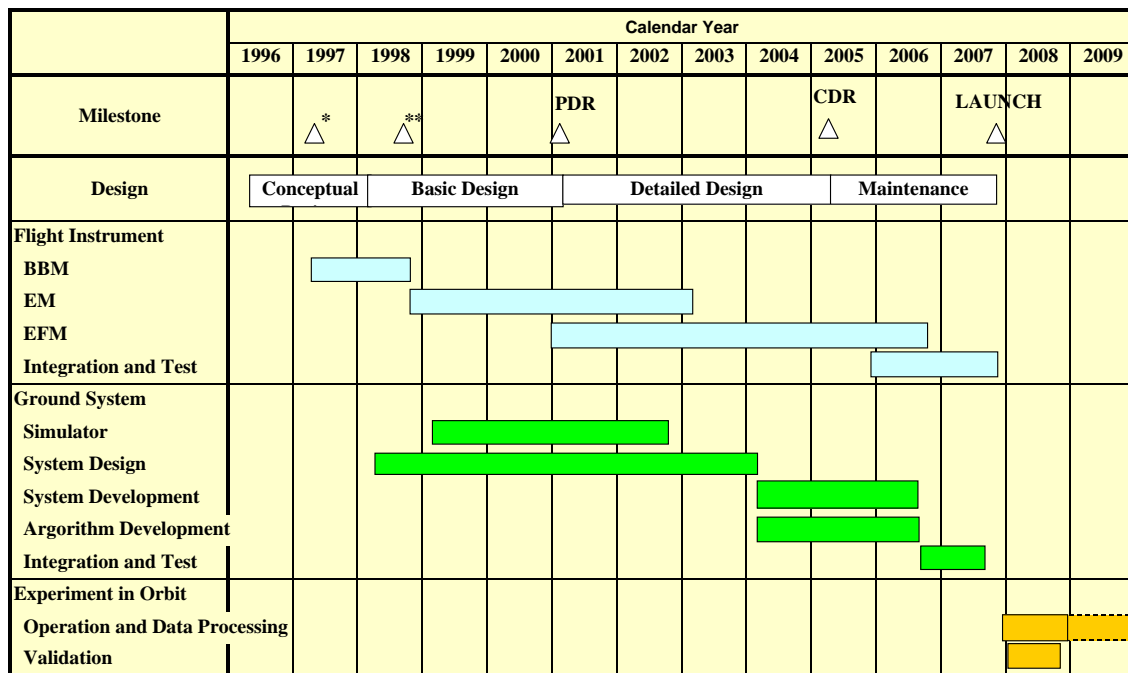 Calendar Year
1996 1997 1998 1999 2000 2001 2002 2003 2004 2005 2006 2007 2008 2009
Milestone * ** PDR CDR LAUNCH
Design Conceptual Basic Design Detailed Design Maintenance
Flight Instrument
BBM
EM
EFM
Integration and Test
Ground System
Simulator
System Design
System Development
Argorithm Development
Integration and Test
Experiment in Orbit
Operation and Data Processing
Validation